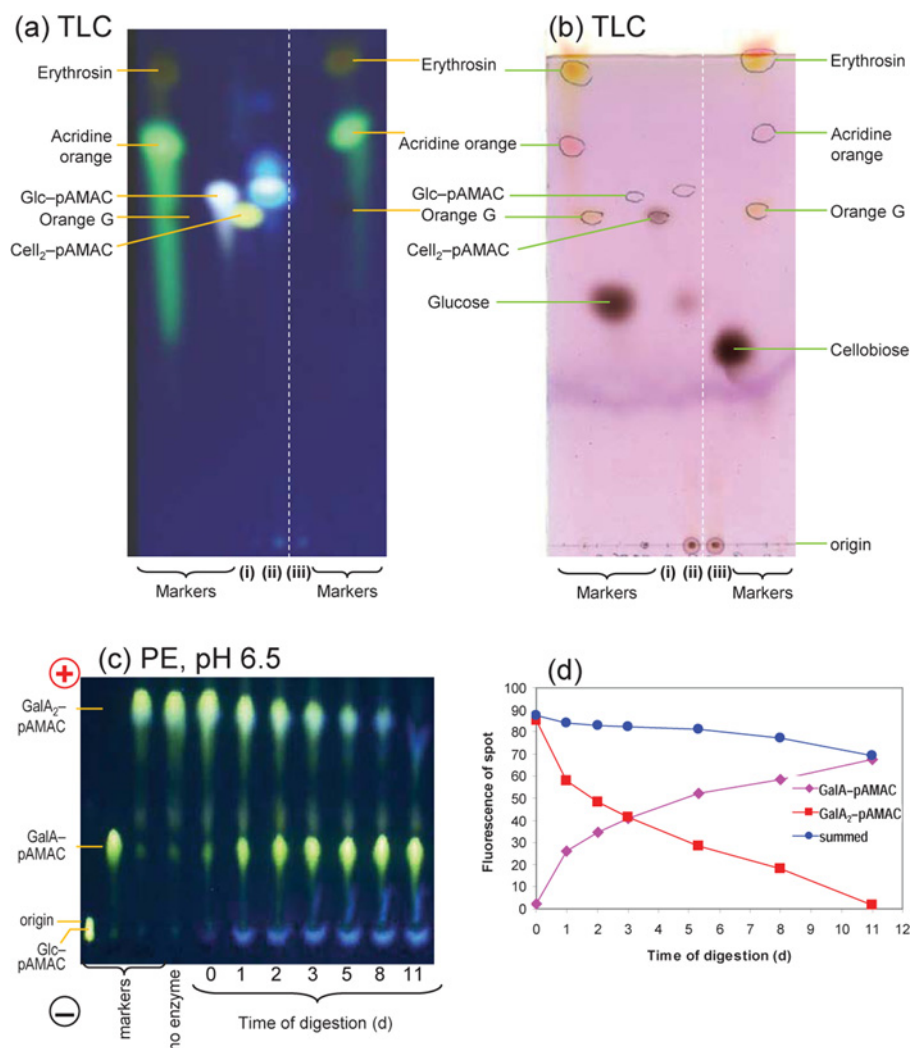 (a) TLC
Erythrosin
Acridine
orange
Glc–pAMAC
Orange G
Cell₂–pAMAC
Markers
(i) (ii) (iii)
Markers
(b) TLC
Erythrosin
Acridine orange
Glc–pAMAC
Orange G
Cell₂–pAMAC
Glucose
Erythrosin
Acridine
orange
Orange G
Cellobiose
origin
Markers
(i) (ii) (iii)
Markers
(c) PE, pH 6.5
+
GalA₂–
pAMAC
GalA–
pAMAC
origin
Glc–
pAMAC
−
markers
no enzyme
0 1 2 3 5 8 11
Time of digestion (d)
(d)
Fluorescence of spot
100
90
80
70
60
50
40
30
20
10
0
GalA–pAMAC
GalA₂–pAMAC
summed
0 1 2 3 4 5 6 7 8 9 10 11 12
Time of digestion (d)